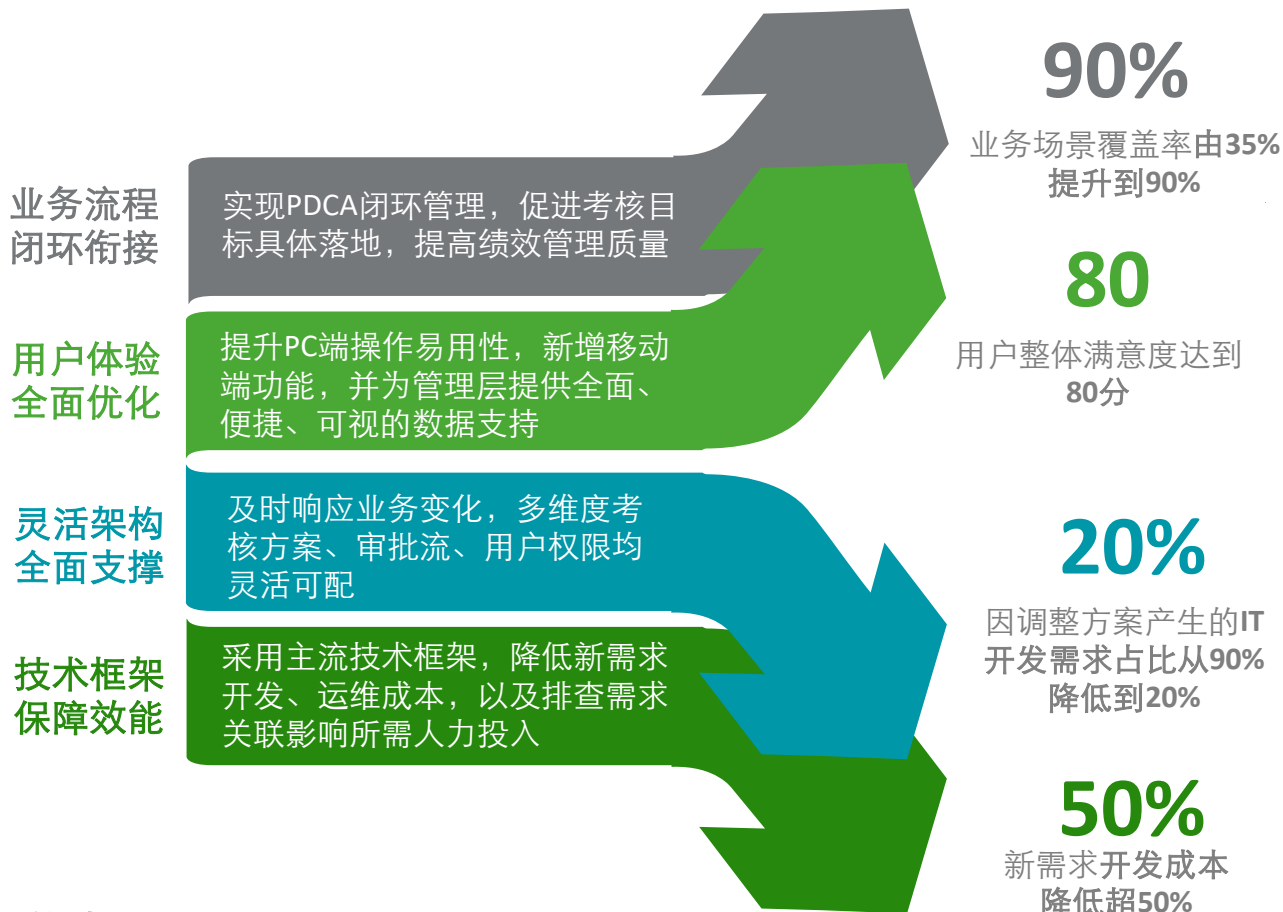 90%
业务场景覆盖率由35%
提升到90%
业务流程
闭环衔接
实现PDCA闭环管理，促进考核目
标具体落地，提高绩效管理质量
80
用户整体满意度达到
80分
用户体验
全面优化
提升PC端操作易用性，新增移动
端功能，并为管理层提供全面、
便捷、可视的数据支持
灵活架构
全面支撑
及时响应业务变化，多维度考
核方案、审批流、用户权限均
灵活可配
20%
因调整方案产生的IT
开发需求占比从90%
降低到20%
技术框架
保障效能
采用主流技术框架，降低新需求
开发、运维成本，以及排查需求
关联影响所需人力投入
50%
新需求开发成本
降低超50%